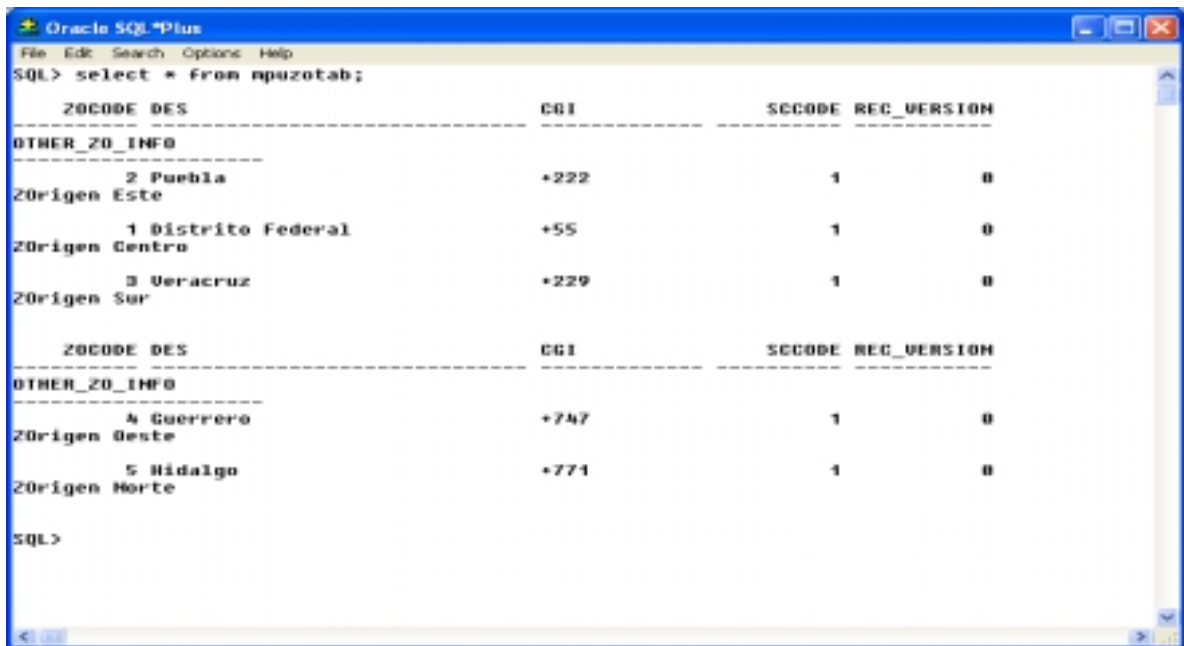 Oracle SQL*Plus
File Edit Search Options Help
SQL> select * from mpuzotab;
ZOCODE DES CGI SCCODE REC_VERSION
---------- ------------------------------ ------------- ---------- -----------
OTHER_ZO_INFO
--------------------
2 Puebla +222 1 0
ZOrigen Este
1 Distrito Federal +55 1 0
ZOrigen Centro
3 Veracruz +229 1 0
ZOrigen Sur
ZOCODE DES CGI SCCODE REC_VERSION
---------- ------------------------------ ------------- ---------- -----------
OTHER_ZO_INFO
--------------------
4 Guerrero +747 1 0
ZOrigen Oeste
5 Hidalgo +771 1 0
ZOrigen Norte
SQL>